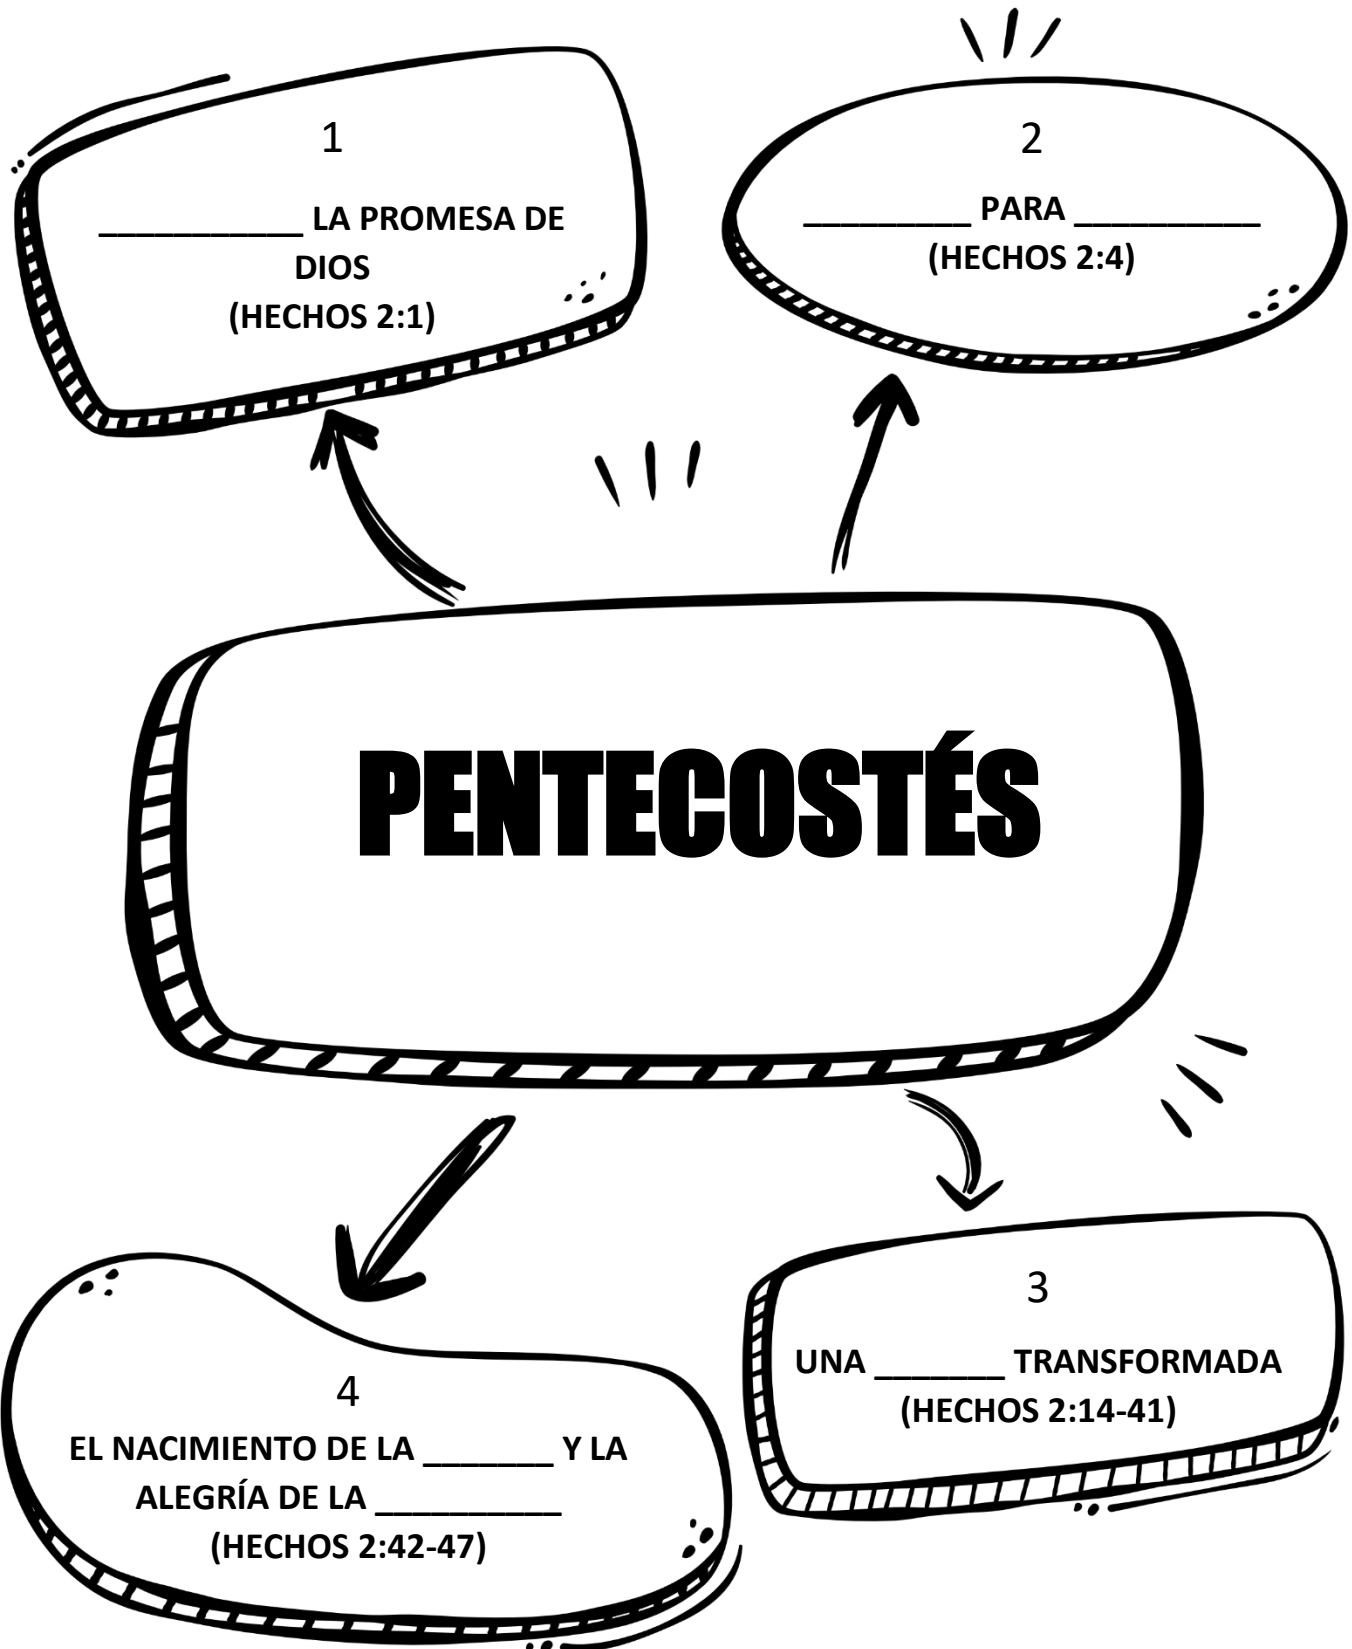 1
___________ LA PROMESA DE
DIOS
(HECHOS 2:1)
2
_________ PARA __________
(HECHOS 2:4)
PENTECOSTÉS
3
UNA _______ TRANSFORMADA
(HECHOS 2:14-41)
4
EL NACIMIENTO DE LA _______ Y LA
ALEGRÍA DE LA __________
(HECHOS 2:42-47)